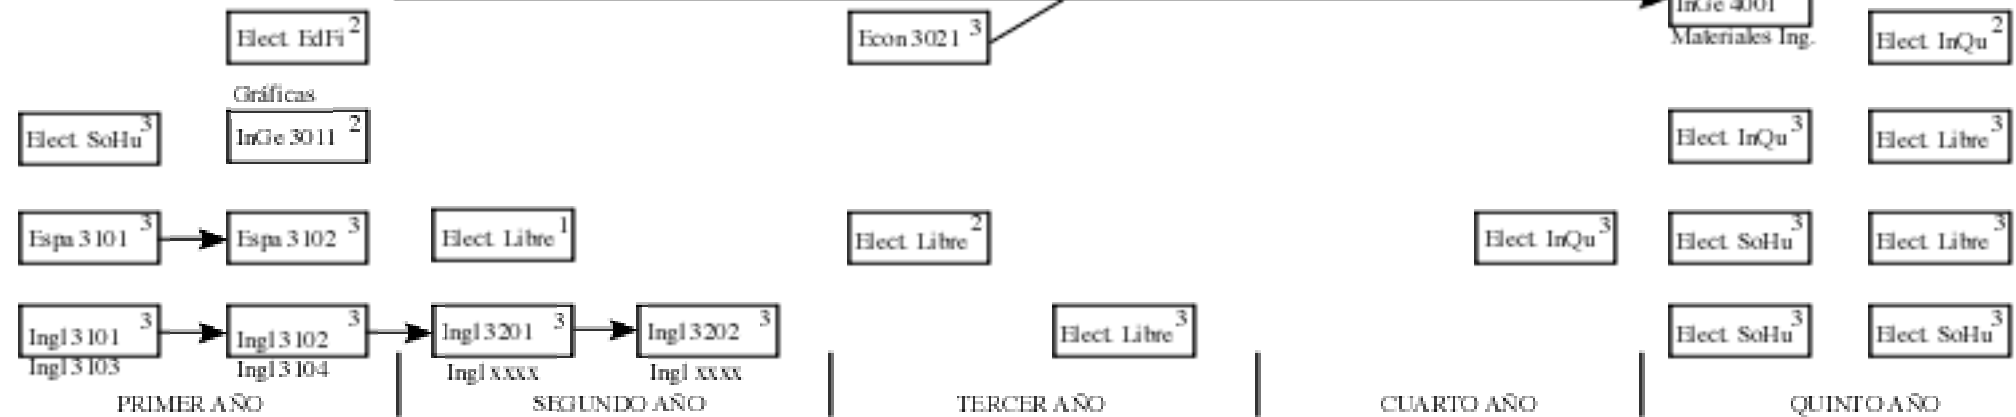 InGe 4001
Materiales Ing.
Elect. EdFi 2
Econ 3021 3
Elect. InQu 2
Gráficas
Elect. SoHu 3
InGe 3011 2
Elect. InQu 3
Elect. Libre 3
Espa 3101 3
Espa 3102 3
Elect. Libre 1
Elect. Libre 2
Elect. InQu 3
Elect. SoHu 3
Elect. Libre 3
Ingl 3101 3
Ingl 3102 3
Ingl 3201 3
Ingl 3202 3
Elect. Libre 3
Elect. SoHu 3
Elect. SoHu 3
Ingl 3103
Ingl 3104
Ingl xxxx
Ingl xxxx
PRIMER AÑO
SEGUNDO AÑO
TERCER AÑO
CUARTO AÑO
QUINTO AÑO